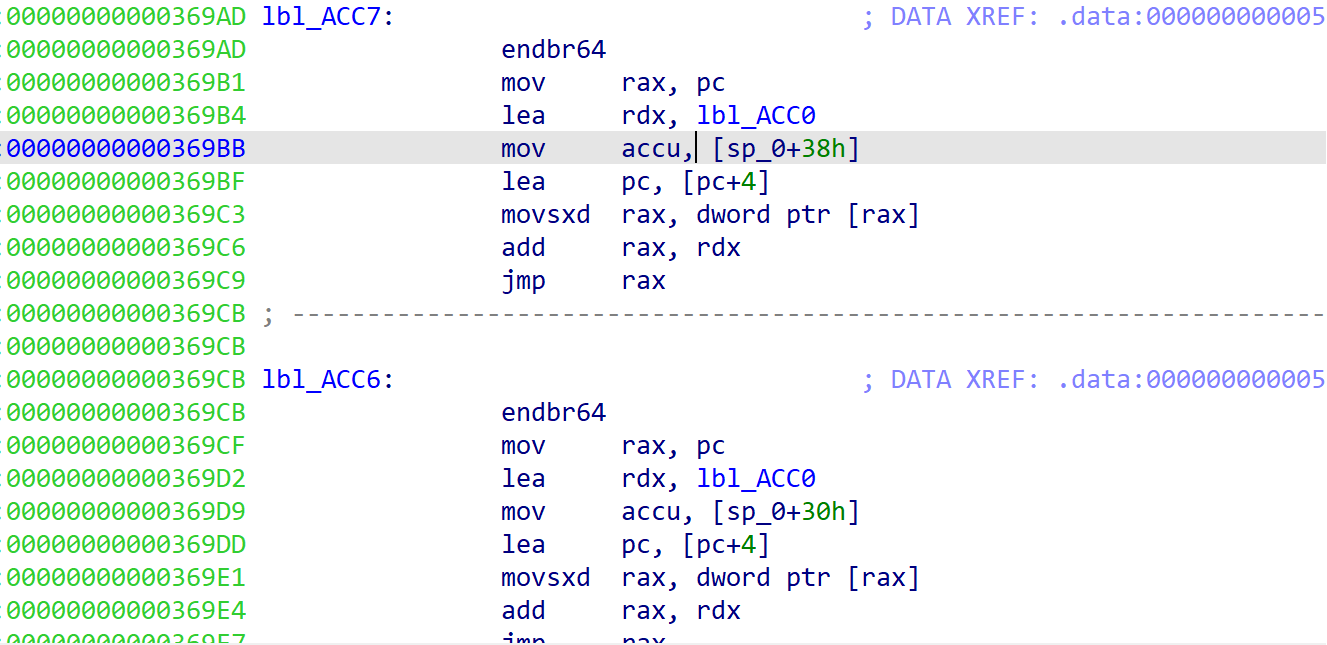 :00000000000369AD lbl_ACC7: ; DATA XREF: .data:000000000005
:00000000000369AD endbr64
:00000000000369B1 mov rax, pc
:00000000000369B4 lea rdx, lbl_ACC0
:00000000000369BB mov accu, [sp_0+38h]
:00000000000369BF lea pc, [pc+4]
:00000000000369C3 movsxd rax, dword ptr [rax]
:00000000000369C6 add rax, rdx
:00000000000369C9 jmp rax
:00000000000369CB ; ---------------------------------------------------------------------
:00000000000369CB
:00000000000369CB lbl_ACC6: ; DATA XREF: .data:000000000005
:00000000000369CB endbr64
:00000000000369CF mov rax, pc
:00000000000369D2 lea rdx, lbl_ACC0
:00000000000369D9 mov accu, [sp_0+30h]
:00000000000369DD lea pc, [pc+4]
:00000000000369E1 movsxd rax, dword ptr [rax]
:00000000000369E4 add rax, rdx
:00000000000369E7 jmp rax